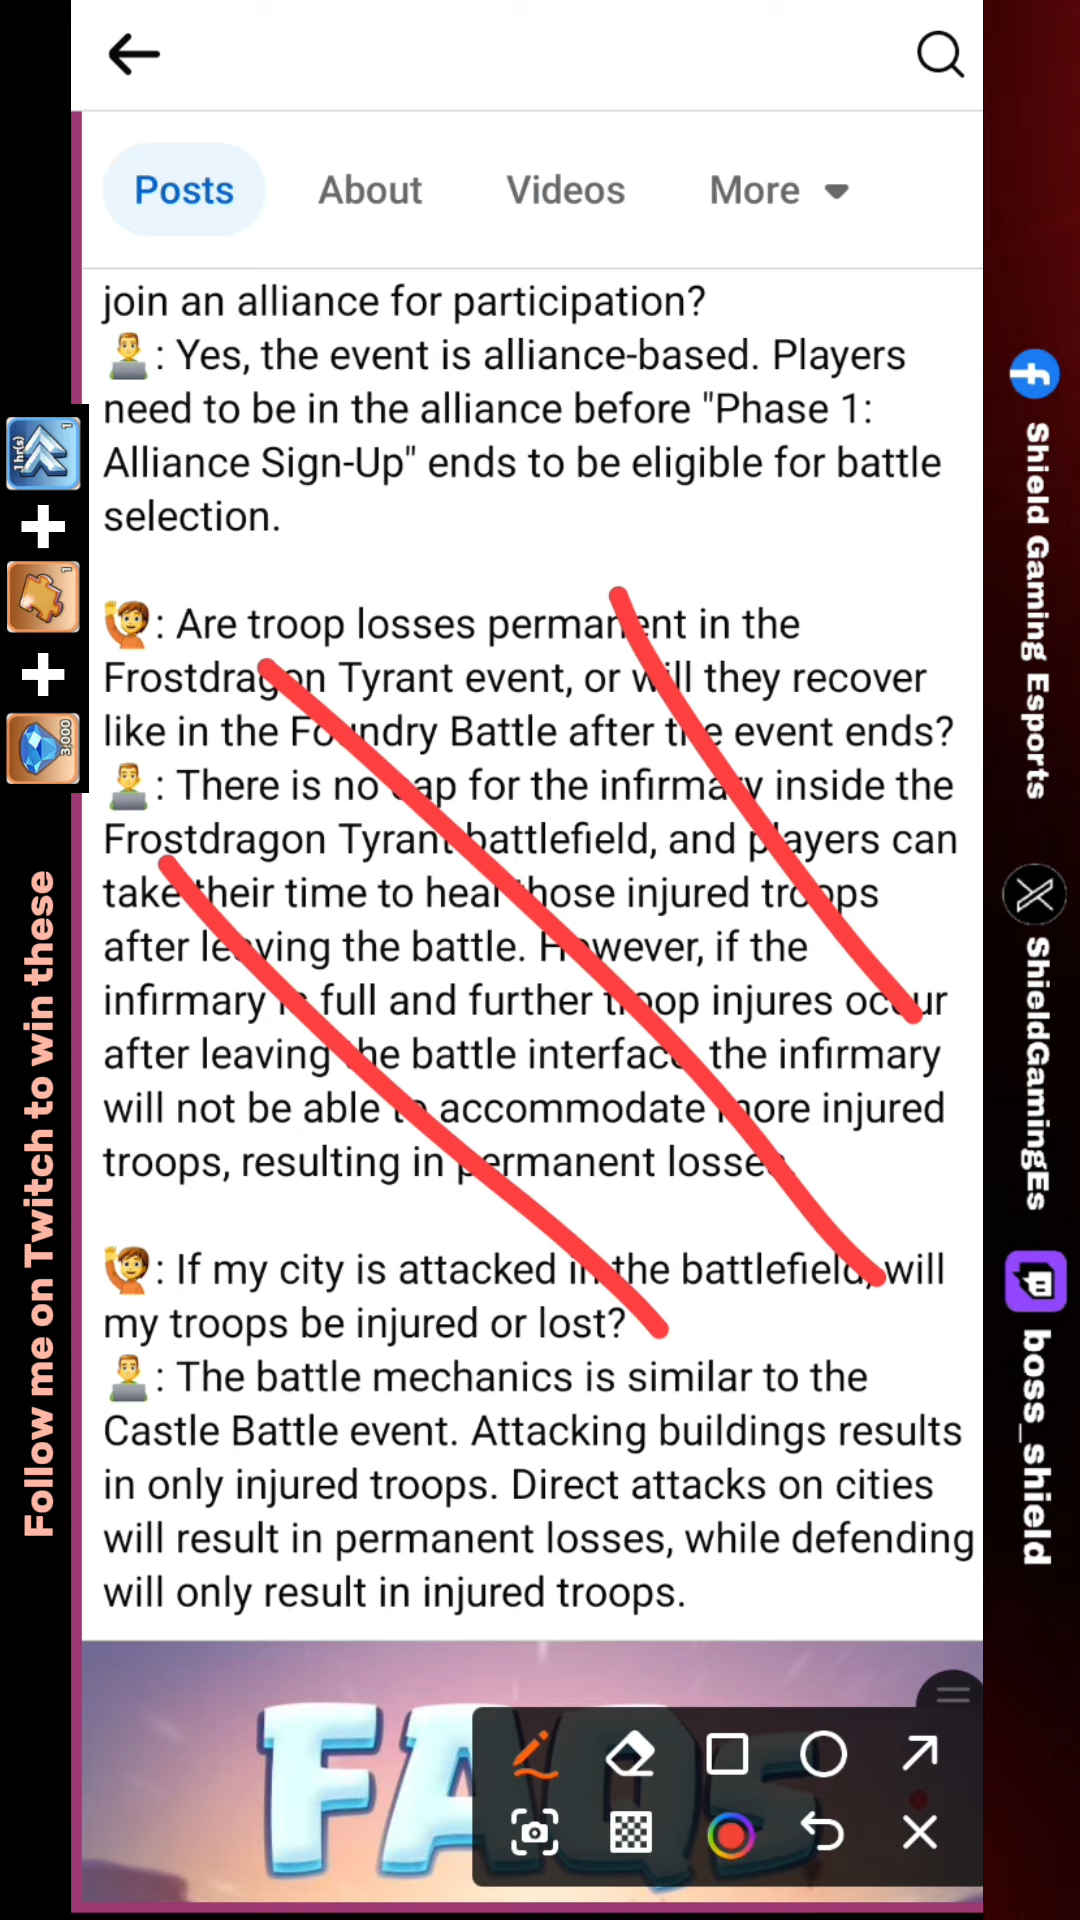 Posts About Videos More
join an alliance for participation?
: Yes, the event is alliance-based. Players
need to be in the alliance before "Phase 1:
Alliance Sign-Up" ends to be eligible for battle
selection.
: Are troop losses permanent in the
Frostdragon Tyrant event, or will they recover
like in the Foundry Battle after the event ends?
: There is no cap for the infirmary inside the
Frostdragon Tyrant battlefield, and players can
take their time to heal those injured troops
after leaving the battle. However, if the
infirmary is full and further troop injures occur
after leaving the battle interface, the infirmary
will not be able to accommodate more injured
troops, resulting in permanent losses.
: If my city is attacked in the battlefield, will
my troops be injured or lost?
: The battle mechanics is similar to the
Castle Battle event. Attacking buildings results
in only injured troops. Direct attacks on cities
will result in permanent losses, while defending
will only result in injured troops.
FAQs
1 hr(s)
1
+
1
+
3,000
Follow me on Twitch to win these
Shield Gaming Esports
ShieldGamingEs
boss_shield